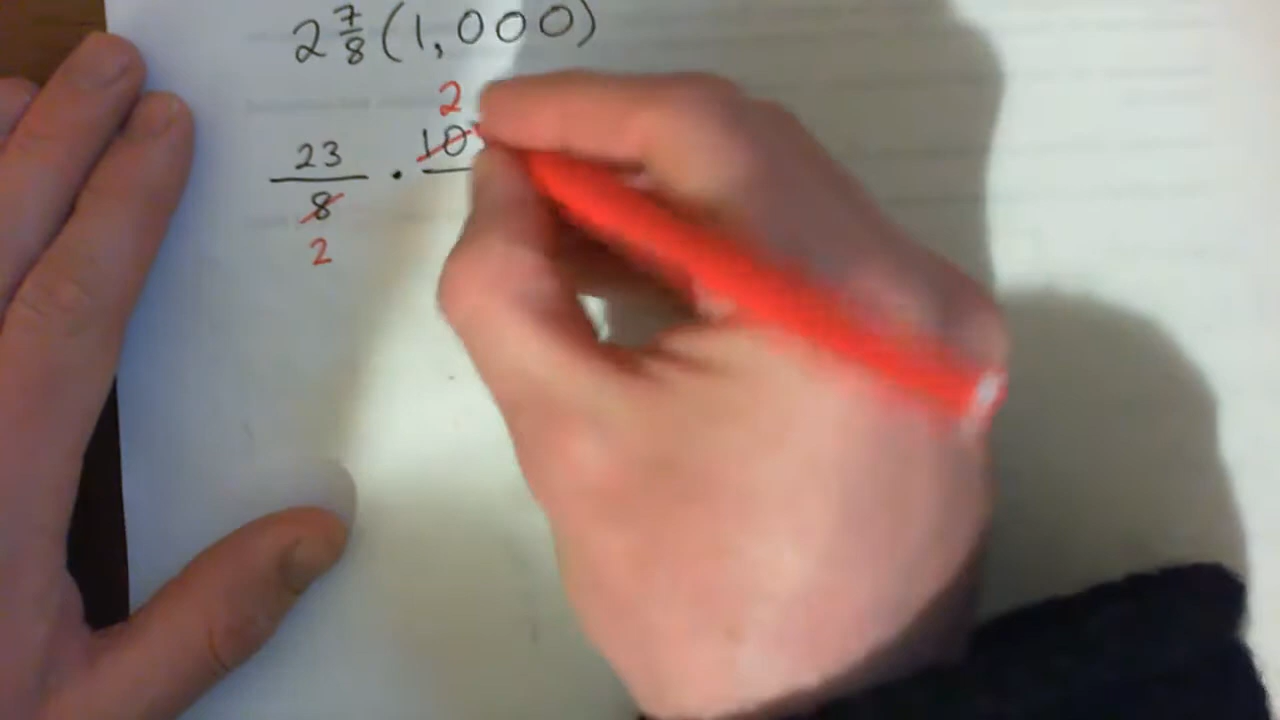 2 7/8 (1,000)
2
23/8 · 10
2